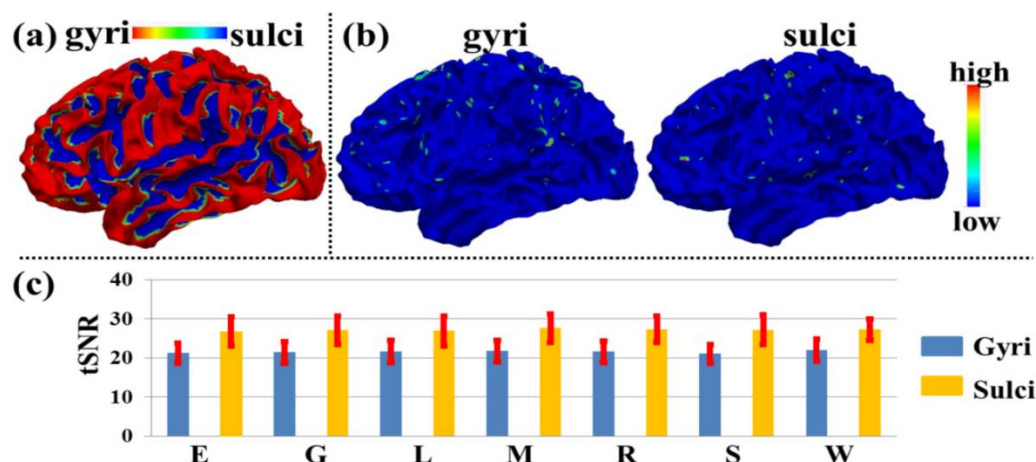 (a)
gyri sulci
(b)
gyri
sulci
high
low
(c)
tSNR
40
30
20
10
0
E G L M R S W
Gyri
Sulci